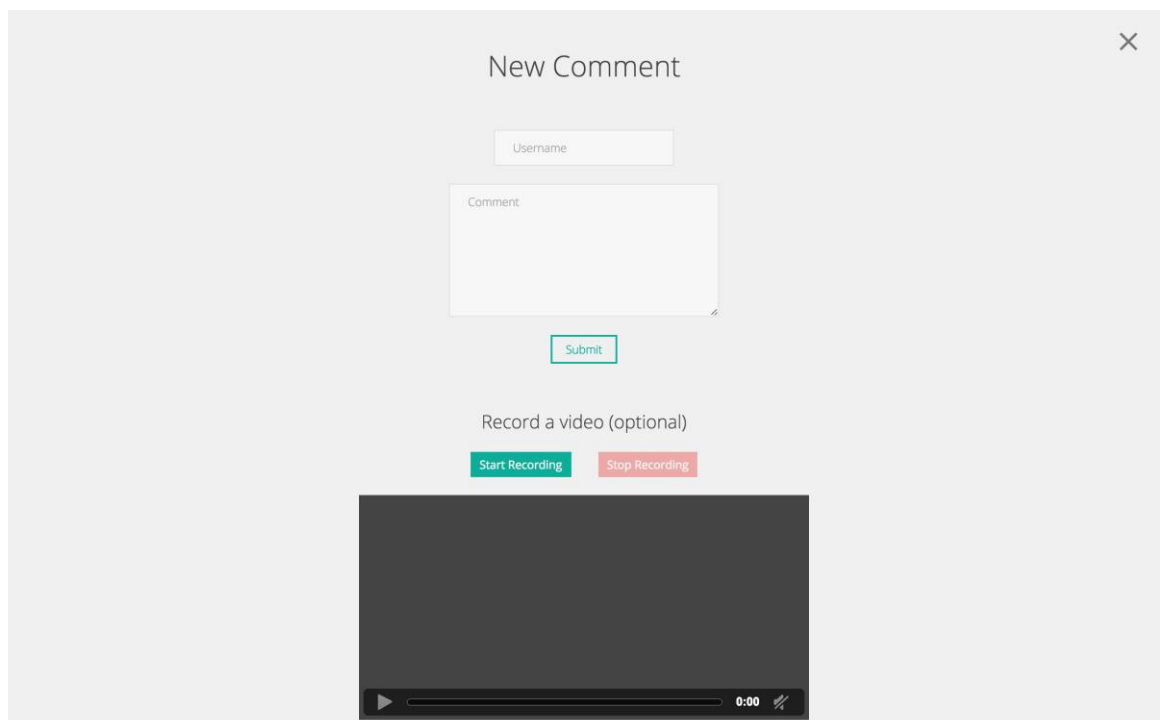 New Comment
Username
Comment
Submit
Record a video (optional)
Start Recording Stop Recording
0:00